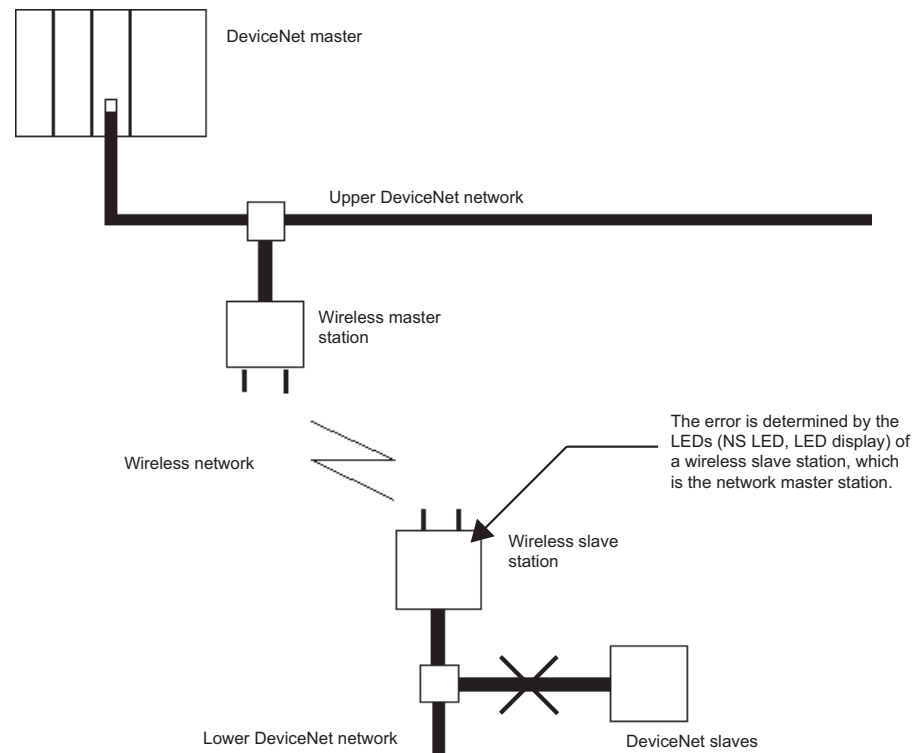 DeviceNet master
Upper DeviceNet network
Wireless master
station
The error is determined by the
LEDs (NS LED, LED display) of
a wireless slave station, which
is the network master station.
Wireless network
Wireless slave
station
Lower DeviceNet network
DeviceNet slaves